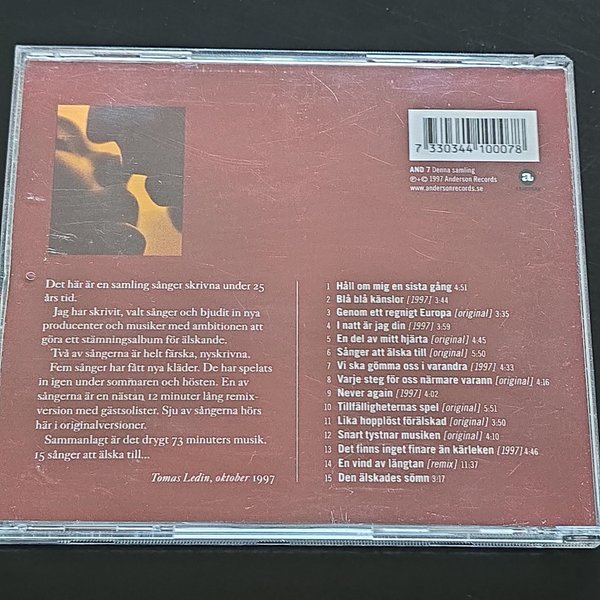 7 330344 100078
AND 7 Denna samling
℗+© 1997 Anderson Records
www.andersonrecords.se
a
Det här är en samling sånger skrivna under 25
års tid.
Jag har skrivit, valt sånger och bjudit in nya
producenter och musiker med ambitionen att
göra ett stämningsalbum för älskande.
Två av sångerna är helt färska, nyskrivna.
Fem sånger har fått nya kläder. De har spelats
in igen under sommaren och hösten. En av
sångerna är en nästan 12 minuter lång remix-
version med gästsolister. Sju av sångerna hörs
här i originalversioner.
Sammanlagt är det drygt 73 minuters musik.
15 sånger att älska till...
Tomas Ledin, oktober 1997
1 Håll om mig en sista gång 4:51
2 Blå blå känslor [1997] 3:44
3 Genom ett regnigt Europa [original] 3:35
4 I natt är jag din [1997] 3:59
5 En del av mitt hjärta [original] 4:45
6 Sånger att älska till [original] 5:50
7 Vi ska gömma oss i varandra [1997] 4:33
8 Varje steg för oss närmare varann [original] 4:16
9 Never again [1997] 4:02
10 Tillfälligheternas spel [original] 5:51
11 Lika hopplöst förälskad [original] 3:50
12 Snart tystnar musiken [original] 4:10
13 Det finns inget finare än kärleken [1997] 4:46
14 En vind av längtan [remix] 11:37
15 Den älskades sömn 3:17